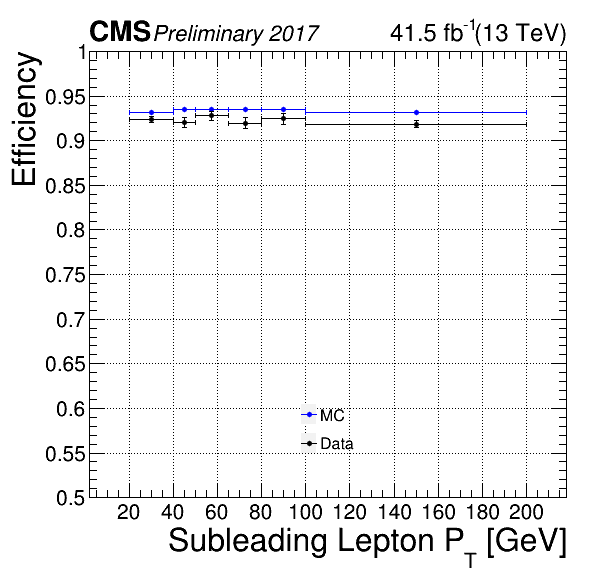 CMS Preliminary 2017 41.5 fb⁻¹(13 TeV)
Efficiency
1
0.95
0.9
0.85
0.8
0.75
0.7
0.65
0.6
0.55
0.5
MC
Data
20 40 60 80 100 120 140 160 180 200
Subleading Lepton P_T [GeV]